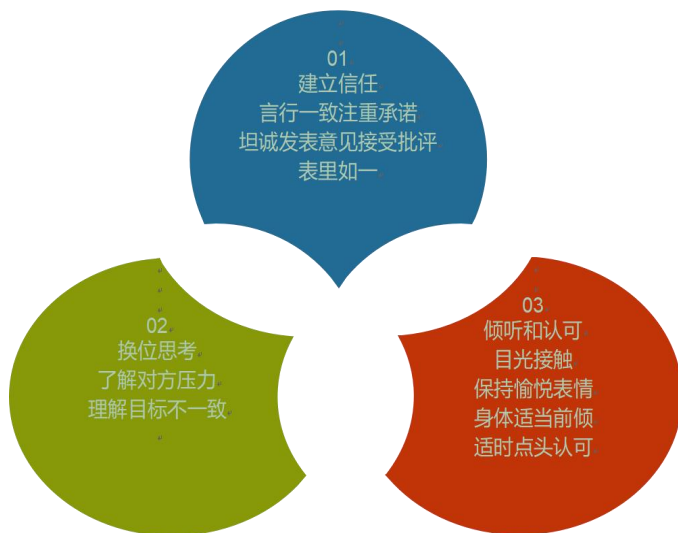 01
建立信任
言行一致注重承诺
坦诚发表意见接受批评
表里如一
02
换位思考
了解对方压力
理解目标不一致
03
倾听和认可
目光接触
保持愉悦表情
身体适当前倾
适时点头认可